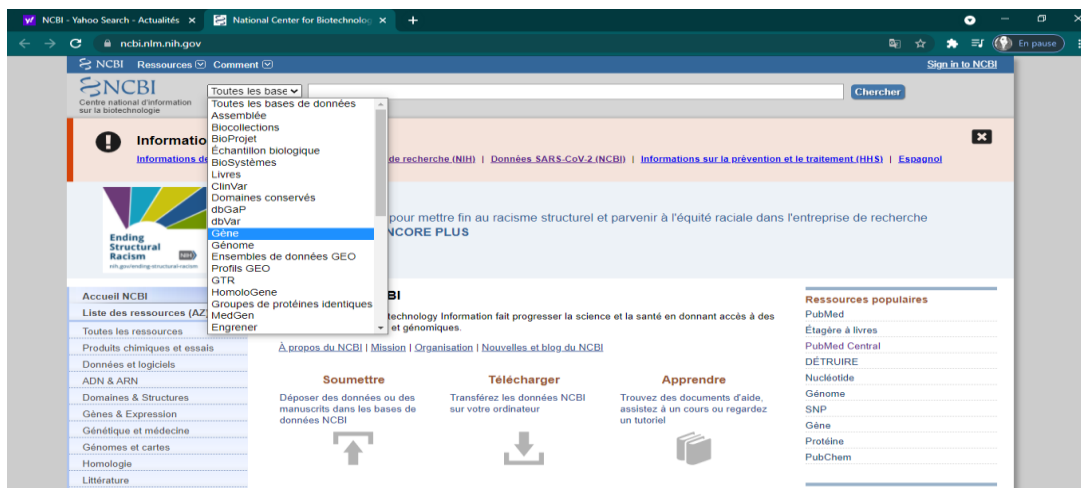 NCBI - Yahoo Search - Actualités
National Center for Biotechnolog
ncbi.nlm.nih.gov
En pause
NCBI Ressources Comment
Sign in to NCBI
NCBI
Centre national d'information
sur la biotechnologie
Toutes les base
Chercher
Toutes les bases de données
Assemblée
Biocollections
BioProjet
Échantillon biologique
BioSystèmes
Livres
ClinVar
Domaines conservés
dbGaP
dbVar
Gène
Génome
Ensembles de données GEO
Profils GEO
GTR
HomoloGene
Groupes de protéines identiques
MedGen
Engrener
Informatio
Informations de
de recherche (NIH) | Données SARS-CoV-2 (NCBI) | Informations sur la prévention et le traitement (HHS) | Espagnol
Ending
Structural
Racism
NIH
nih.gov/ending-structural-racism
pour mettre fin au racisme structurel et parvenir à l'équité raciale dans l'entreprise de recherche
NCORE PLUS
Accueil NCBI
Liste des ressources (AZ)
Toutes les ressources
Produits chimiques et essais
Données et logiciels
ADN & ARN
Domaines & Structures
Gènes & Expression
Génétique et médecine
Génomes et cartes
Homologie
Littérature
BI
technology Information fait progresser la science et la santé en donnant accès à des
et génomiques.
À propos du NCBI | Mission | Organisation | Nouvelles et blog du NCBI
Soumettre
Déposer des données ou des
manuscrits dans les bases de
données NCBI
Télécharger
Transférez les données NCBI
sur votre ordinateur
Apprendre
Trouvez des documents d'aide,
assistez à un cours ou regardez
un tutoriel
Ressources populaires
PubMed
Étagère à livres
PubMed Central
DÉTRUIRE
Nucléotide
Génome
SNP
Gène
Protéine
PubChem